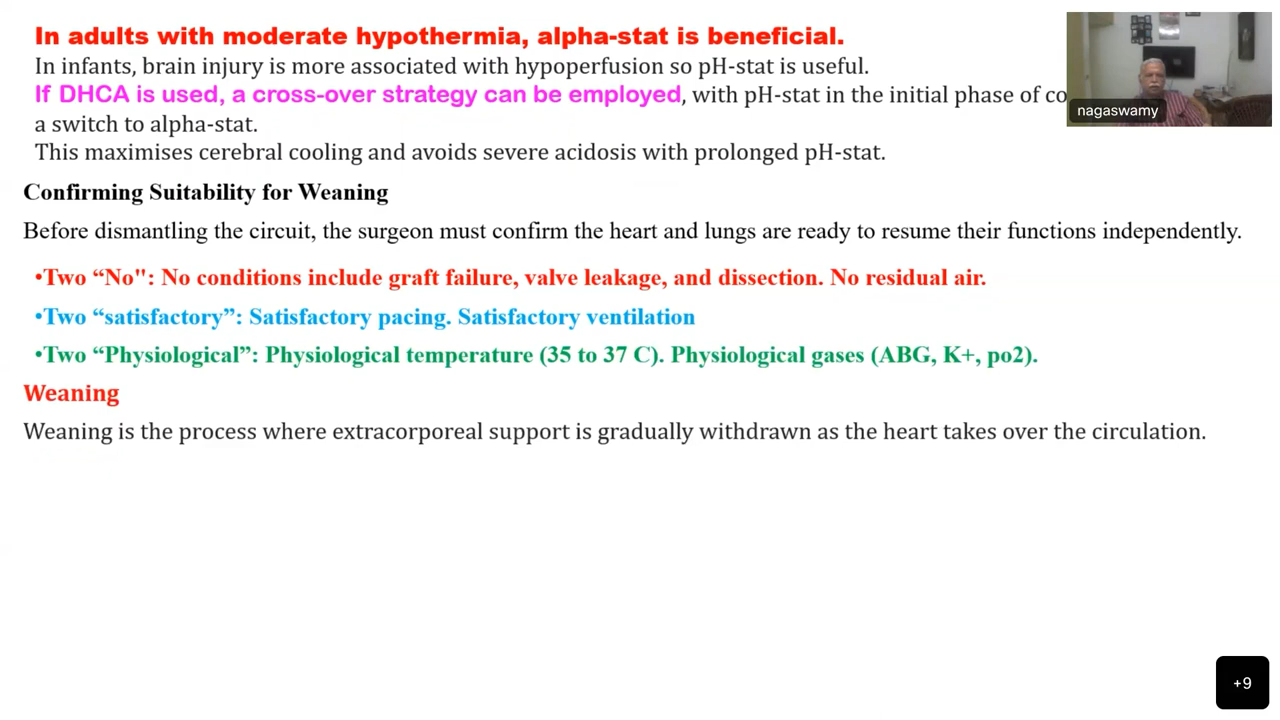 In adults with moderate hypothermia, alpha-stat is beneficial.
In infants, brain injury is more associated with hypoperfusion so pH-stat is useful.
If DHCA is used, a cross-over strategy can be employed, with pH-stat in the initial phase of
a switch to alpha-stat.
This maximises cerebral cooling and avoids severe acidosis with prolonged pH-stat.
nagaswamy
Confirming Suitability for Weaning
Before dismantling the circuit, the surgeon must confirm the heart and lungs are ready to resume their functions independently.
•Two “No": No conditions include graft failure, valve leakage, and dissection. No residual air.
•Two “satisfactory”: Satisfactory pacing. Satisfactory ventilation
•Two “Physiological”: Physiological temperature (35 to 37 C). Physiological gases (ABG, K+, po2).
Weaning
Weaning is the process where extracorporeal support is gradually withdrawn as the heart takes over the circulation.
+9